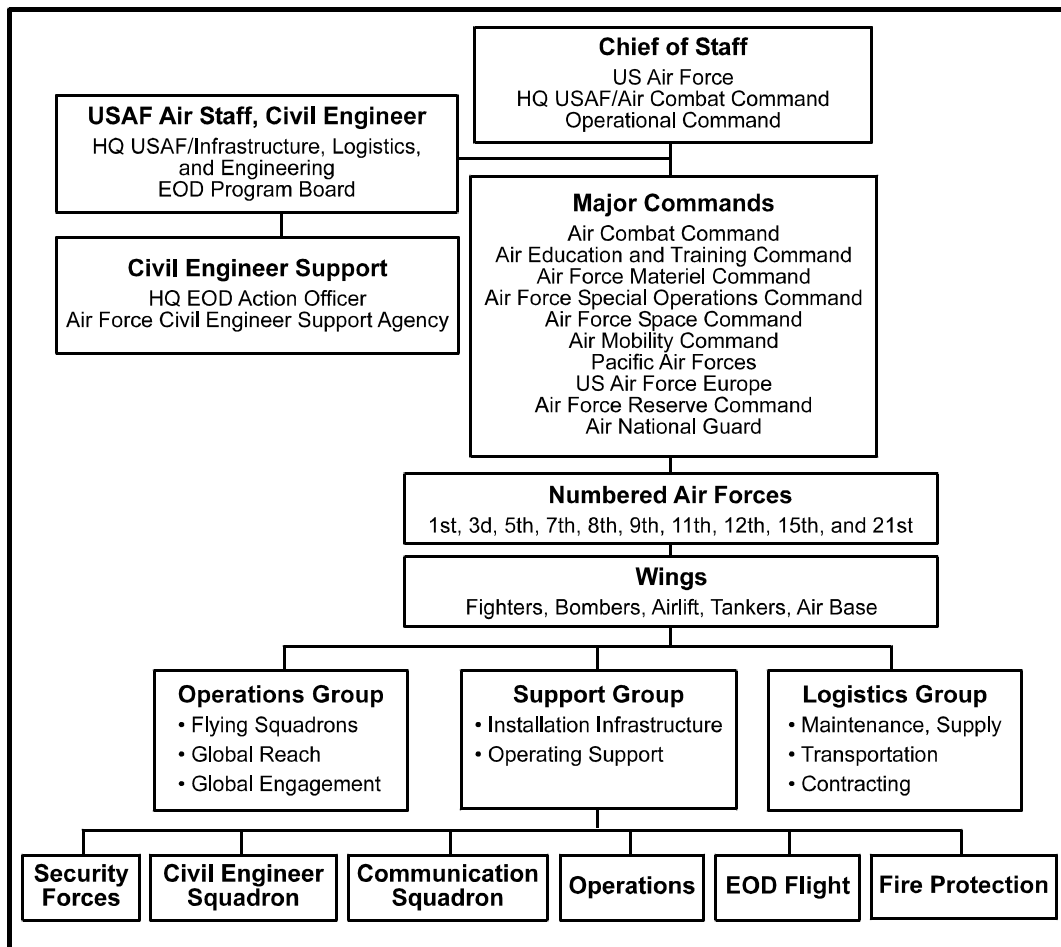 Chief of Staff
US Air Force
HQ USAF/Air Combat Command
Operational Command
USAF Air Staff, Civil Engineer
HQ USAF/Infrastructure, Logistics,
and Engineering
EOD Program Board
Civil Engineer Support
HQ EOD Action Officer
Air Force Civil Engineer Support Agency
Major Commands
Air Combat Command
Air Education and Training Command
Air Force Materiel Command
Air Force Special Operations Command
Air Force Space Command
Air Mobility Command
Pacific Air Forces
US Air Force Europe
Air Force Reserve Command
Air National Guard
Numbered Air Forces
1st, 3d, 5th, 7th, 8th, 9th, 11th, 12th, 15th, and 21st
Wings
Fighters, Bombers, Airlift, Tankers, Air Base
Operations Group
• Flying Squadrons
• Global Reach
• Global Engagement
Support Group
• Installation Infrastructure
• Operating Support
Logistics Group
• Maintenance, Supply
• Transportation
• Contracting
Security
Forces
Civil Engineer
Squadron
Communication
Squadron
Operations
EOD Flight
Fire Protection